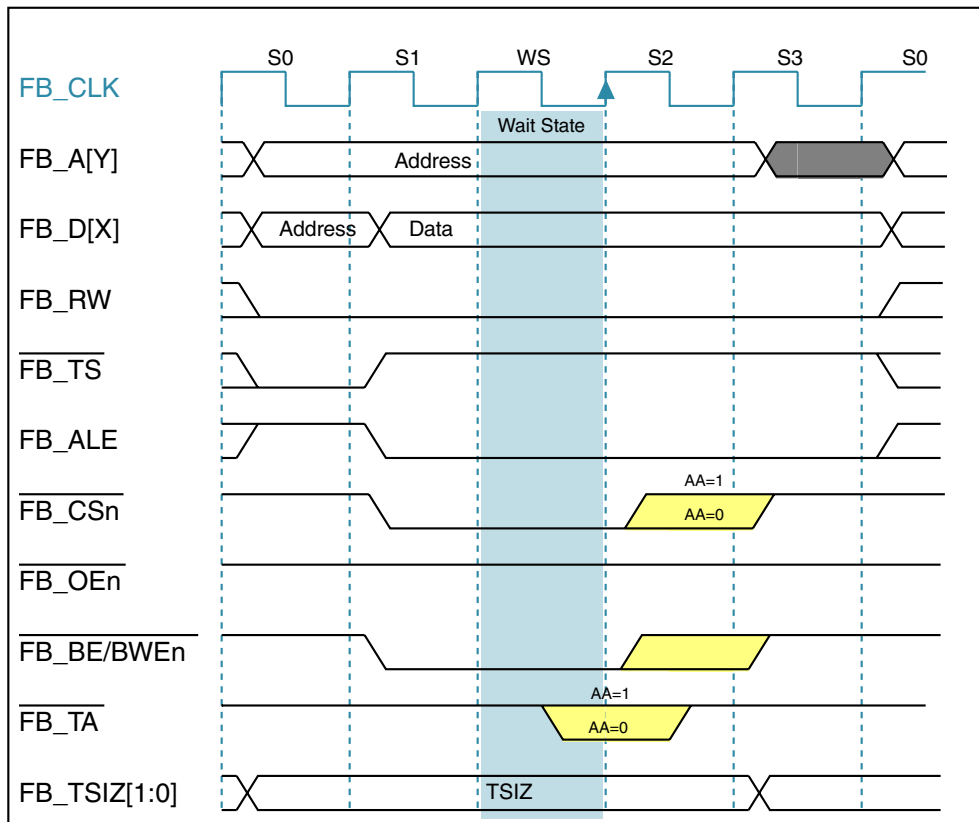 S0 S1 WS S2 S3 S0
FB_CLK
Wait State
FB_A[Y] Address
FB_D[X] Address Data
FB_RW
FB_TS
FB_ALE
AA=1
FB_CSn AA=0
FB_OEn
FB_BE/BWEn
AA=1
FB_TA AA=0
FB_TSIZ[1:0] TSIZ